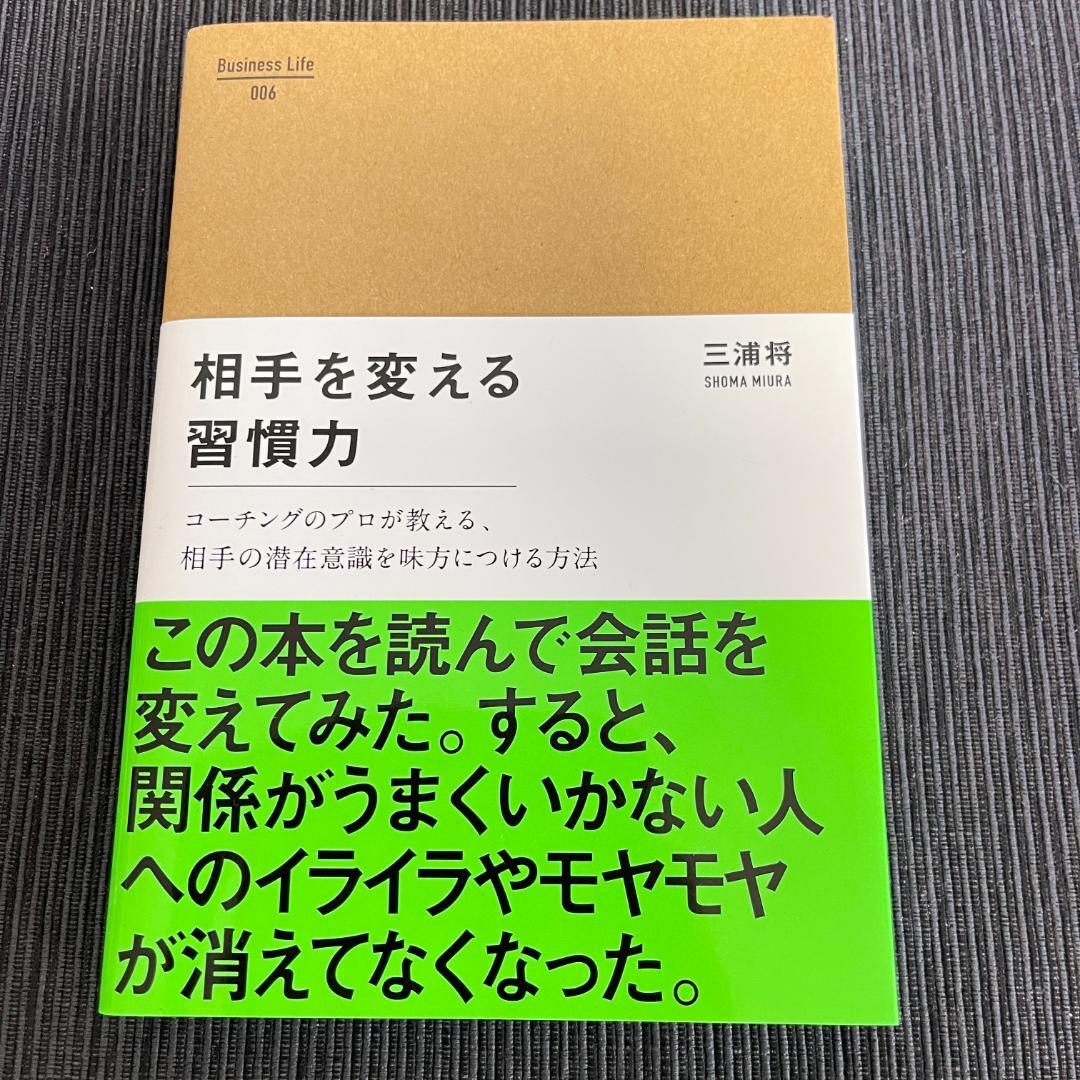 Business Life
006
相手を変える
習慣力
三浦将
SHOMA MIURA
コーチングのプロが教える、
相手の潜在意識を味方につける方法
この本を読んで会話を
変えてみた。すると、
関係がうまくいかない人
へのイライラやモヤモヤ
が消えてなくなった。